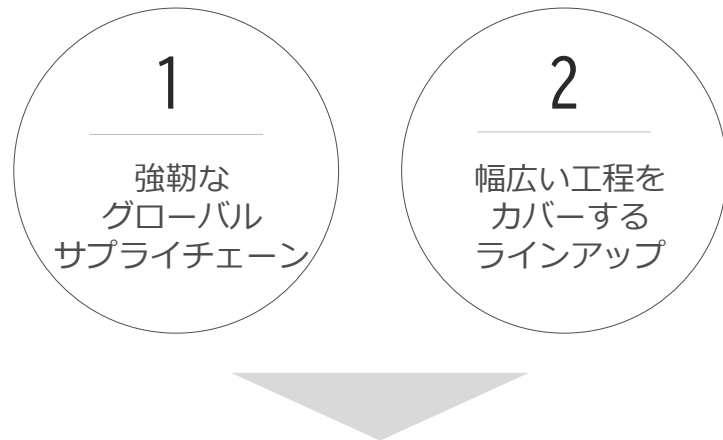 1
強靭な
グローバル
サプライチェーン
2
幅広い工程を
カバーする
ラインアップ